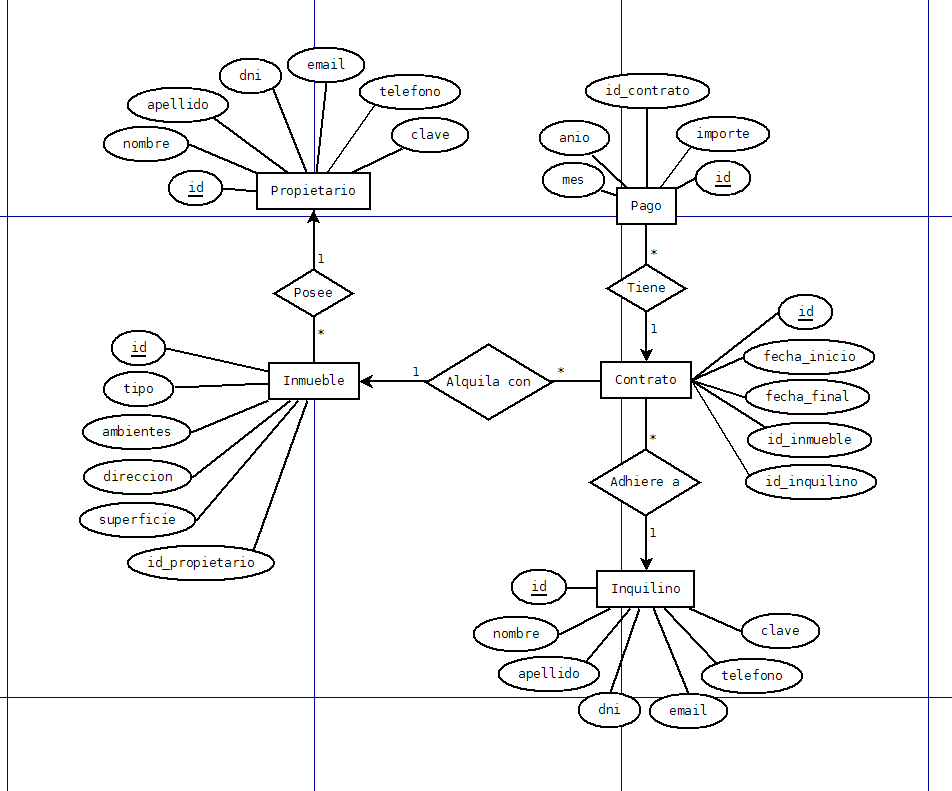 email
dni
telefono
apellido
clave
nombre
id
Propietario
id_contrato
anio
importe
mes
id
Pago
1
Posee
*
*
Tiene
1
id
tipo
ambientes
direccion
superficie
id_propietario
Inmueble
1
Alquila con
*
Contrato
id
fecha_inicio
fecha_final
id_inmueble
id_inquilino
*
Adhiere a
1
id
Inquilino
nombre
clave
apellido
telefono
dni
email